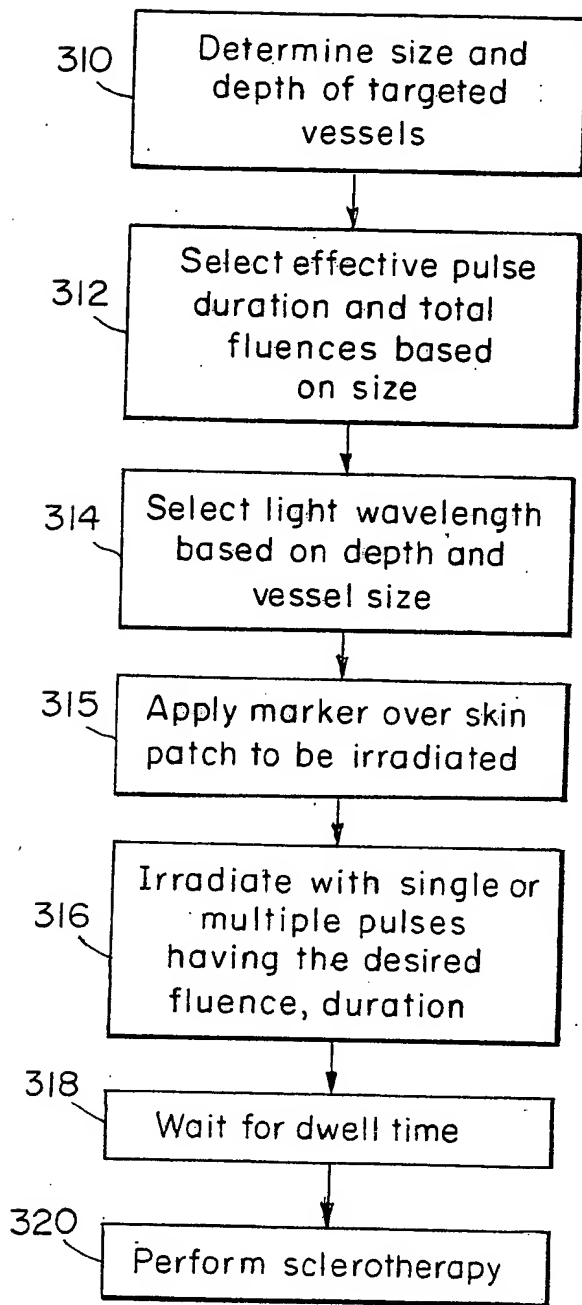 310
Determine size and
depth of targeted
vessels
312
Select effective pulse
duration and total
fluences based
on size
314
Select light wavelength
based on depth and
vessel size
315
Apply marker over skin
patch to be irradiated
316
Irradiate with single or
multiple pulses
having the desired
fluence, duration
318
Wait for dwell time
320
Perform sclerotherapy